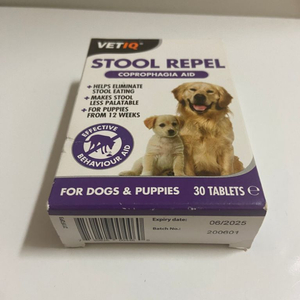 VETIQ®
STOOL REPEL
COPROPHAGIA AID
• HELPS ELIMINATE
STOOL EATING
• MAKES STOOL
LESS PALATABLE
• FOR PUPPIES
FROM 12 WEEKS
EFFECTIVE
BEHAVIOUR AID
FOR DOGS & PUPPIES
30 TABLETS ℮
Expiry date: 06/2025
Batch No.: 200601